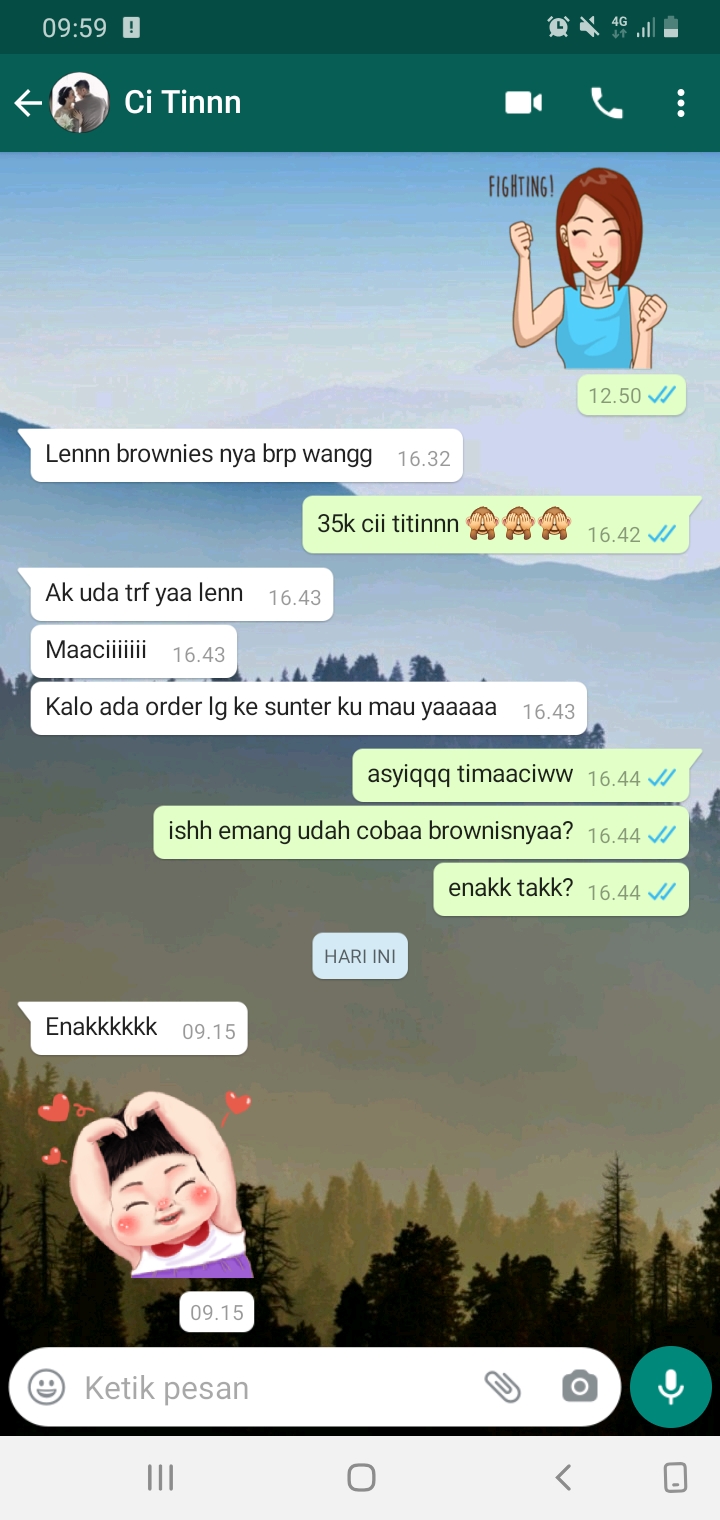 09:59
4G
Ci Tinnn
FIGHTING!
12.50
Lennn brownies nya brp wangg 16.32
35k cii titinnn 🙈🙈🙈 16.42
Ak uda trf yaa lenn 16.43
Maaciiiiiii 16.43
Kalo ada order lg ke sunter ku mau yaaaaa 16.43
asyiqqq timaaciww 16.44
ishh emang udah cobaa brownisnyaa? 16.44
enakk takk? 16.44
HARI INI
Enakkkkkk 09.15
09.15
Ketik pesan